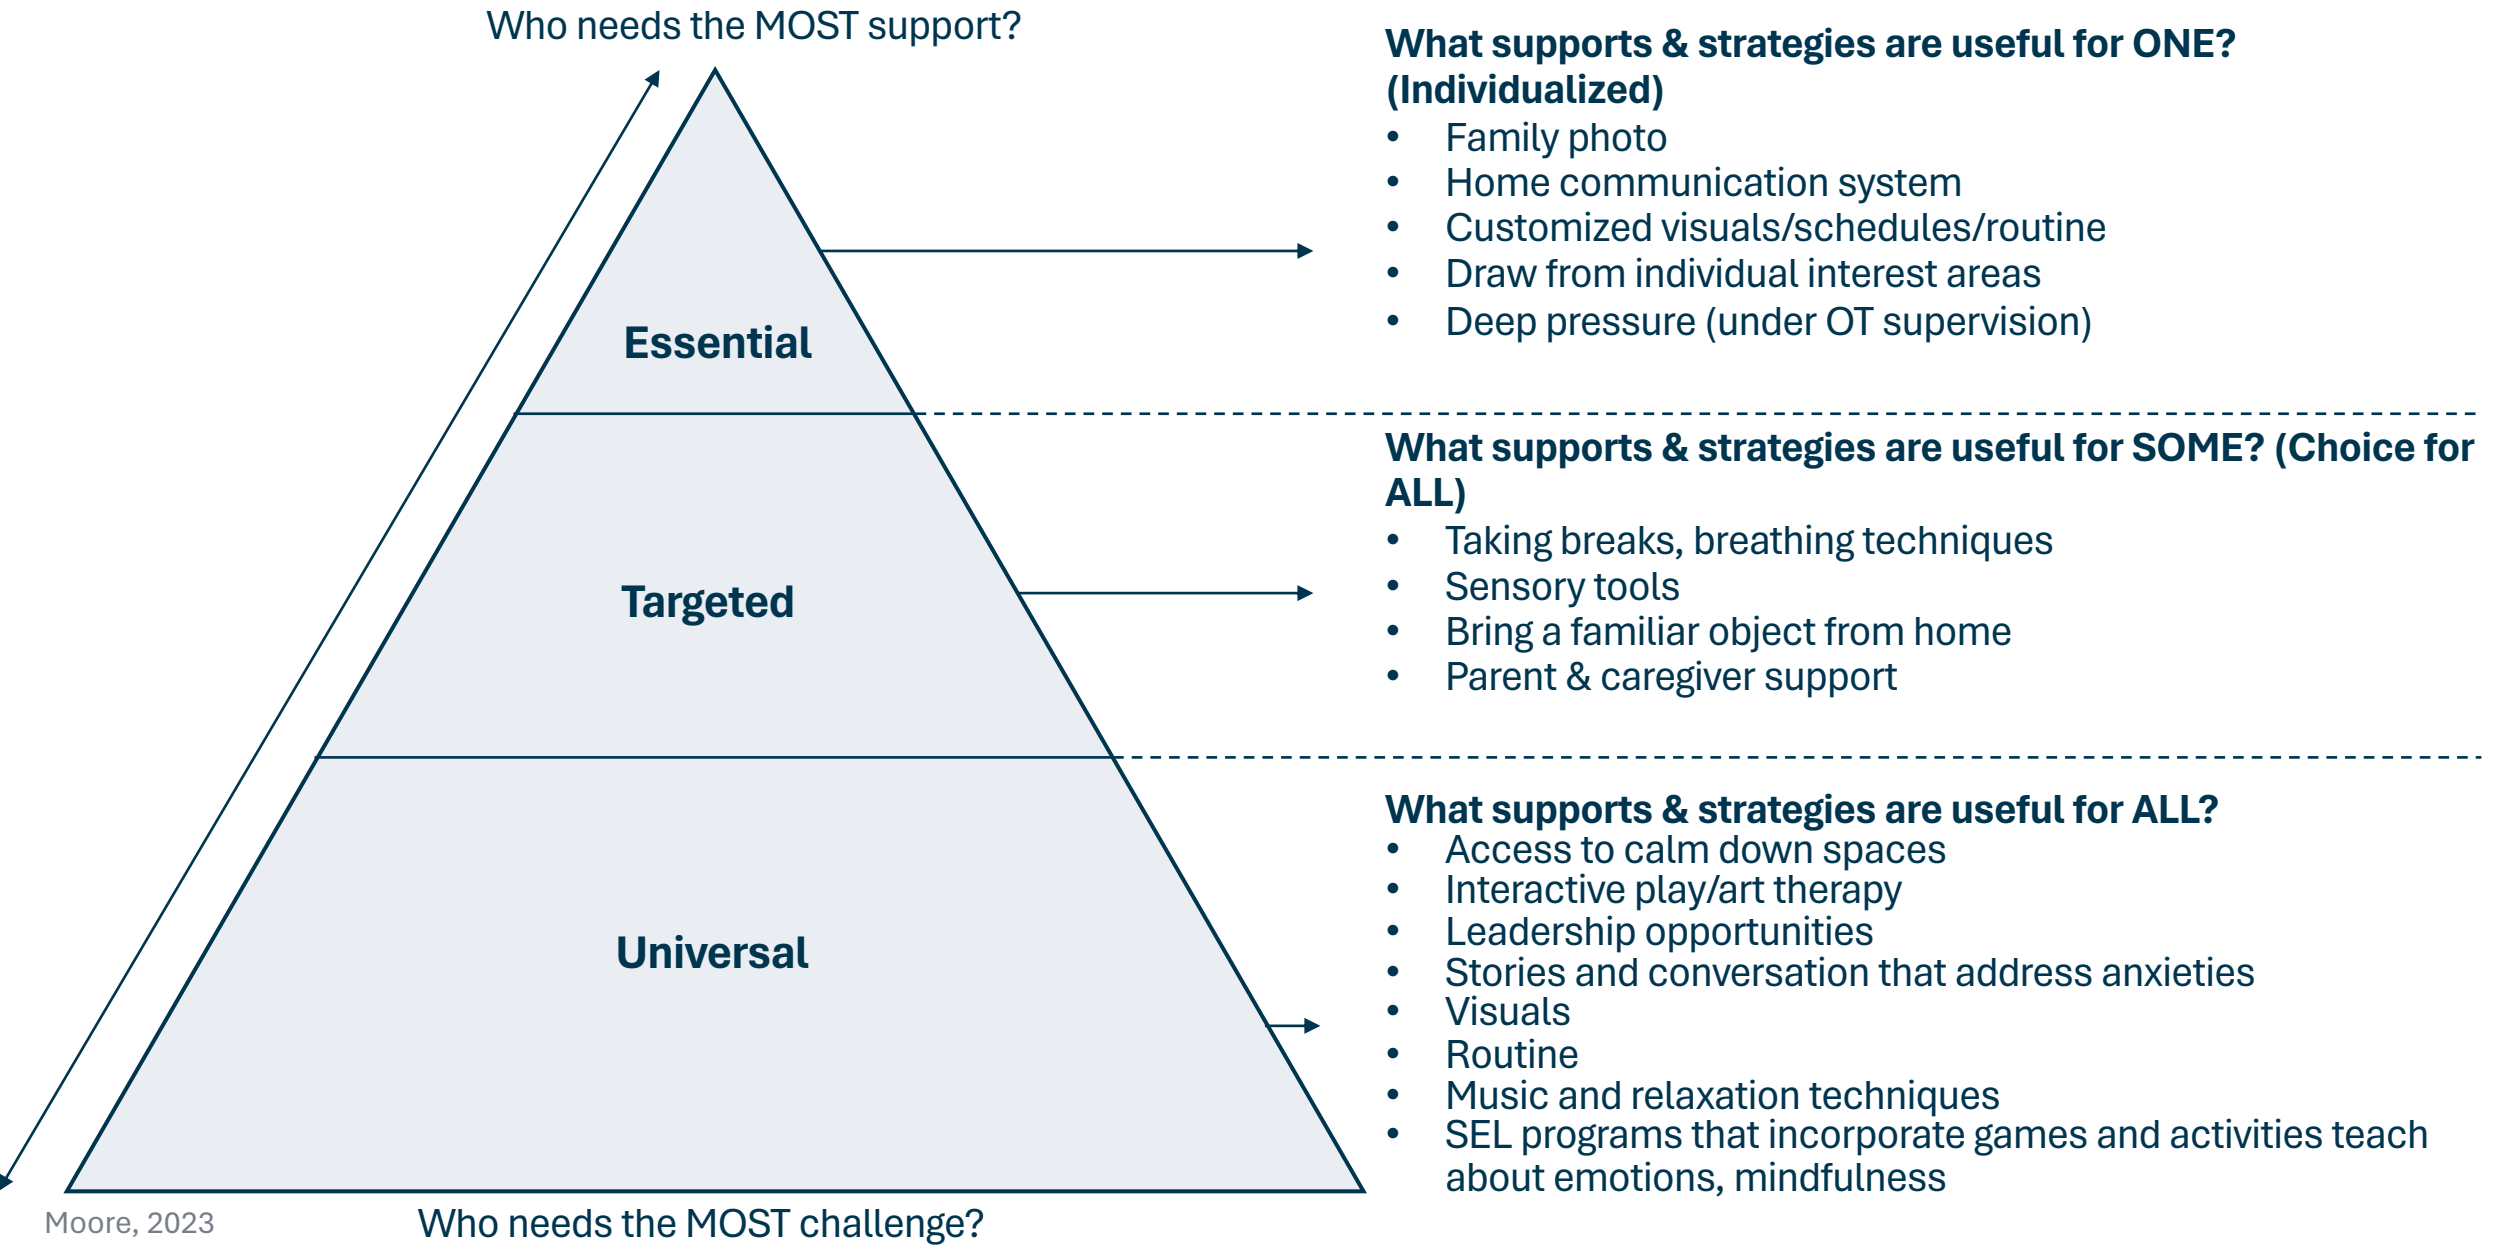 Who needs the MOST support?
Essential
Targeted
Universal
Who needs the MOST challenge?
Moore, 2023
What supports & strategies are useful for ONE?
(Individualized)
• Family photo
• Home communication system
• Customized visuals/schedules/routine
• Draw from individual interest areas
• Deep pressure (under OT supervision)
What supports & strategies are useful for SOME? (Choice for
ALL)
• Taking breaks, breathing techniques
• Sensory tools
• Bring a familiar object from home
• Parent & caregiver support
What supports & strategies are useful for ALL?
• Access to calm down spaces
• Interactive play/art therapy
• Leadership opportunities
• Stories and conversation that address anxieties
• Visuals
• Routine
• Music and relaxation techniques
• SEL programs that incorporate games and activities teach
about emotions, mindfulness